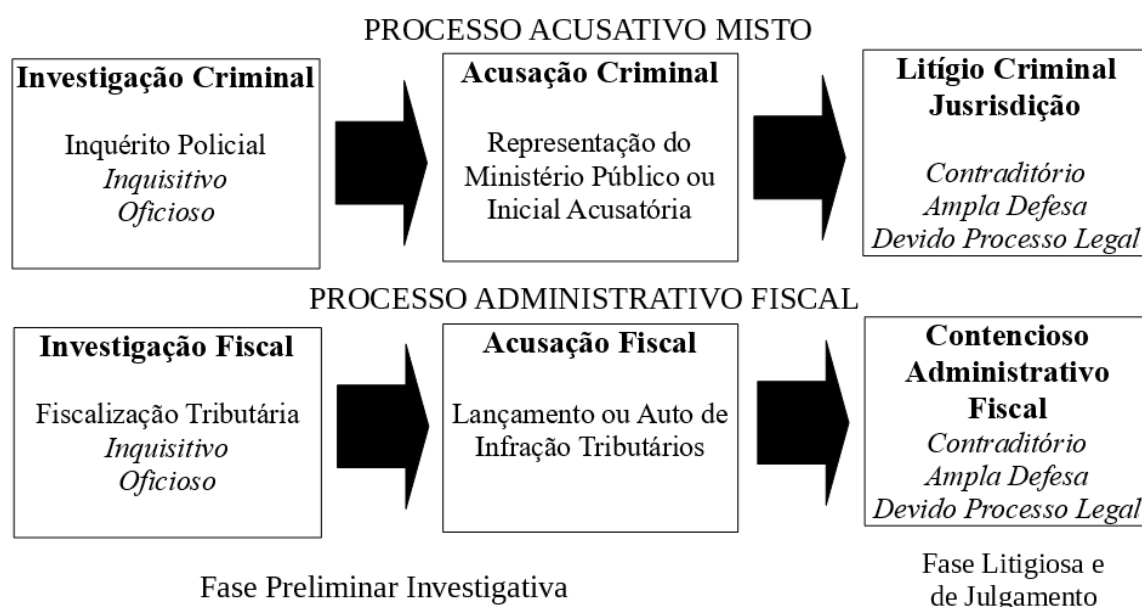 PROCESSO ACUSATIVO MISTO
Investigação Criminal
Inquérito Policial
Inquisitivo
Oficioso
Acusação Criminal
Representação do
Ministério Público ou
Inicial Acusatória
Litígio Criminal
Jusrisdição
Contraditório
Ampla Defesa
Devido Processo Legal
PROCESSO ADMINISTRATIVO FISCAL
Investigação Fiscal
Fiscalização Tributária
Inquisitivo
Oficioso
Acusação Fiscal
Lançamento ou Auto de
Infração Tributários
Contencioso
Administrativo
Fiscal
Contraditório
Ampla Defesa
Devido Processo Legal
Fase Preliminar Investigativa
Fase Litigiosa e
de Julgamento